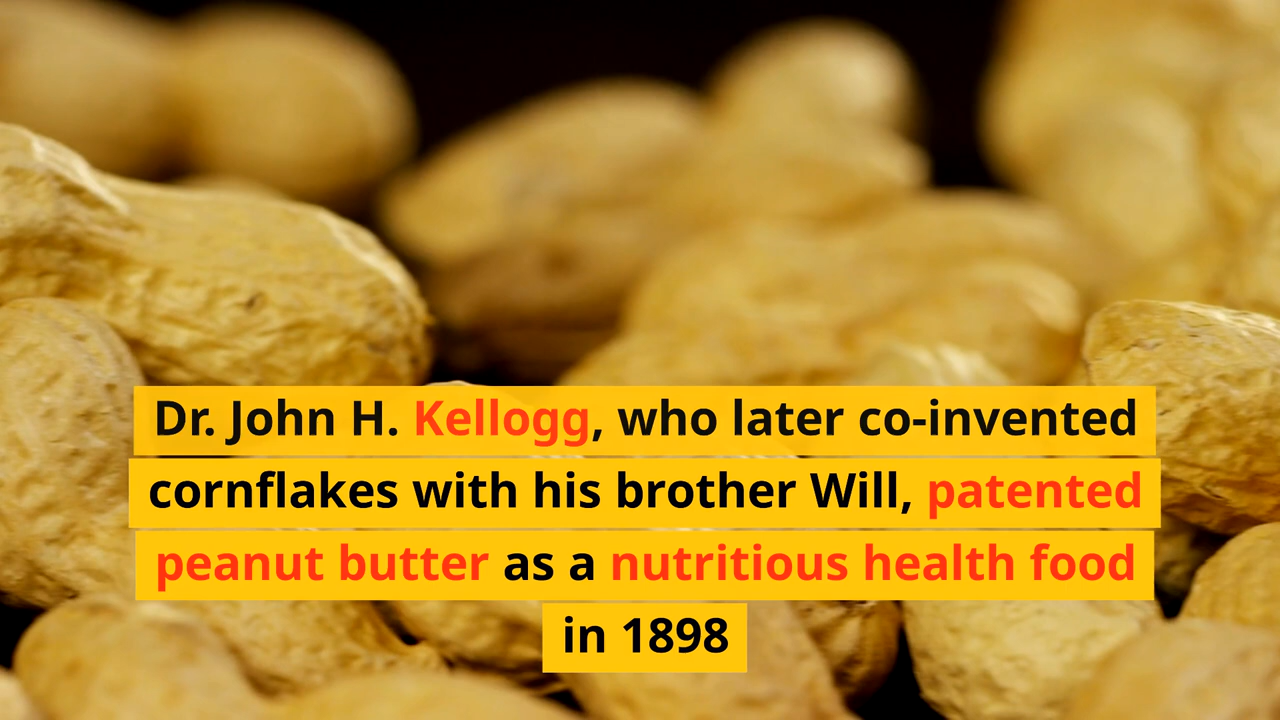 Dr. John H. Kellogg, who later co-invented
cornflakes with his brother Will, patented
peanut butter as a nutritious health food
in 1898